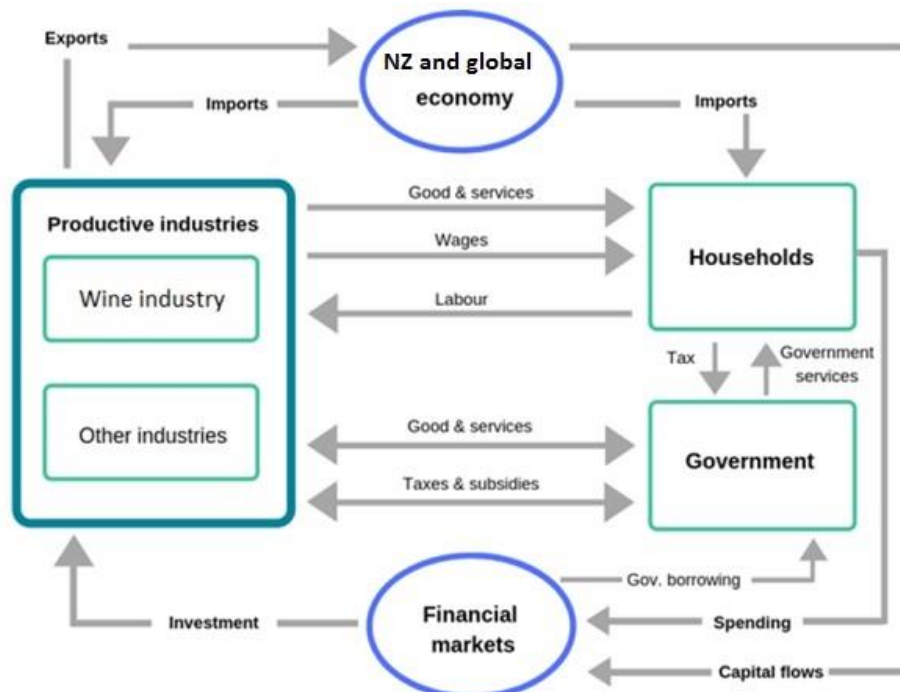 Exports
NZ and global
economy
Imports
Imports
Productive industries
Wine industry
Other industries
Good & services
Wages
Labour
Households
Tax
Government
services
Good & services
Taxes & subsidies
Government
Gov. borrowing
Financial
markets
Investment
Spending
Capital flows